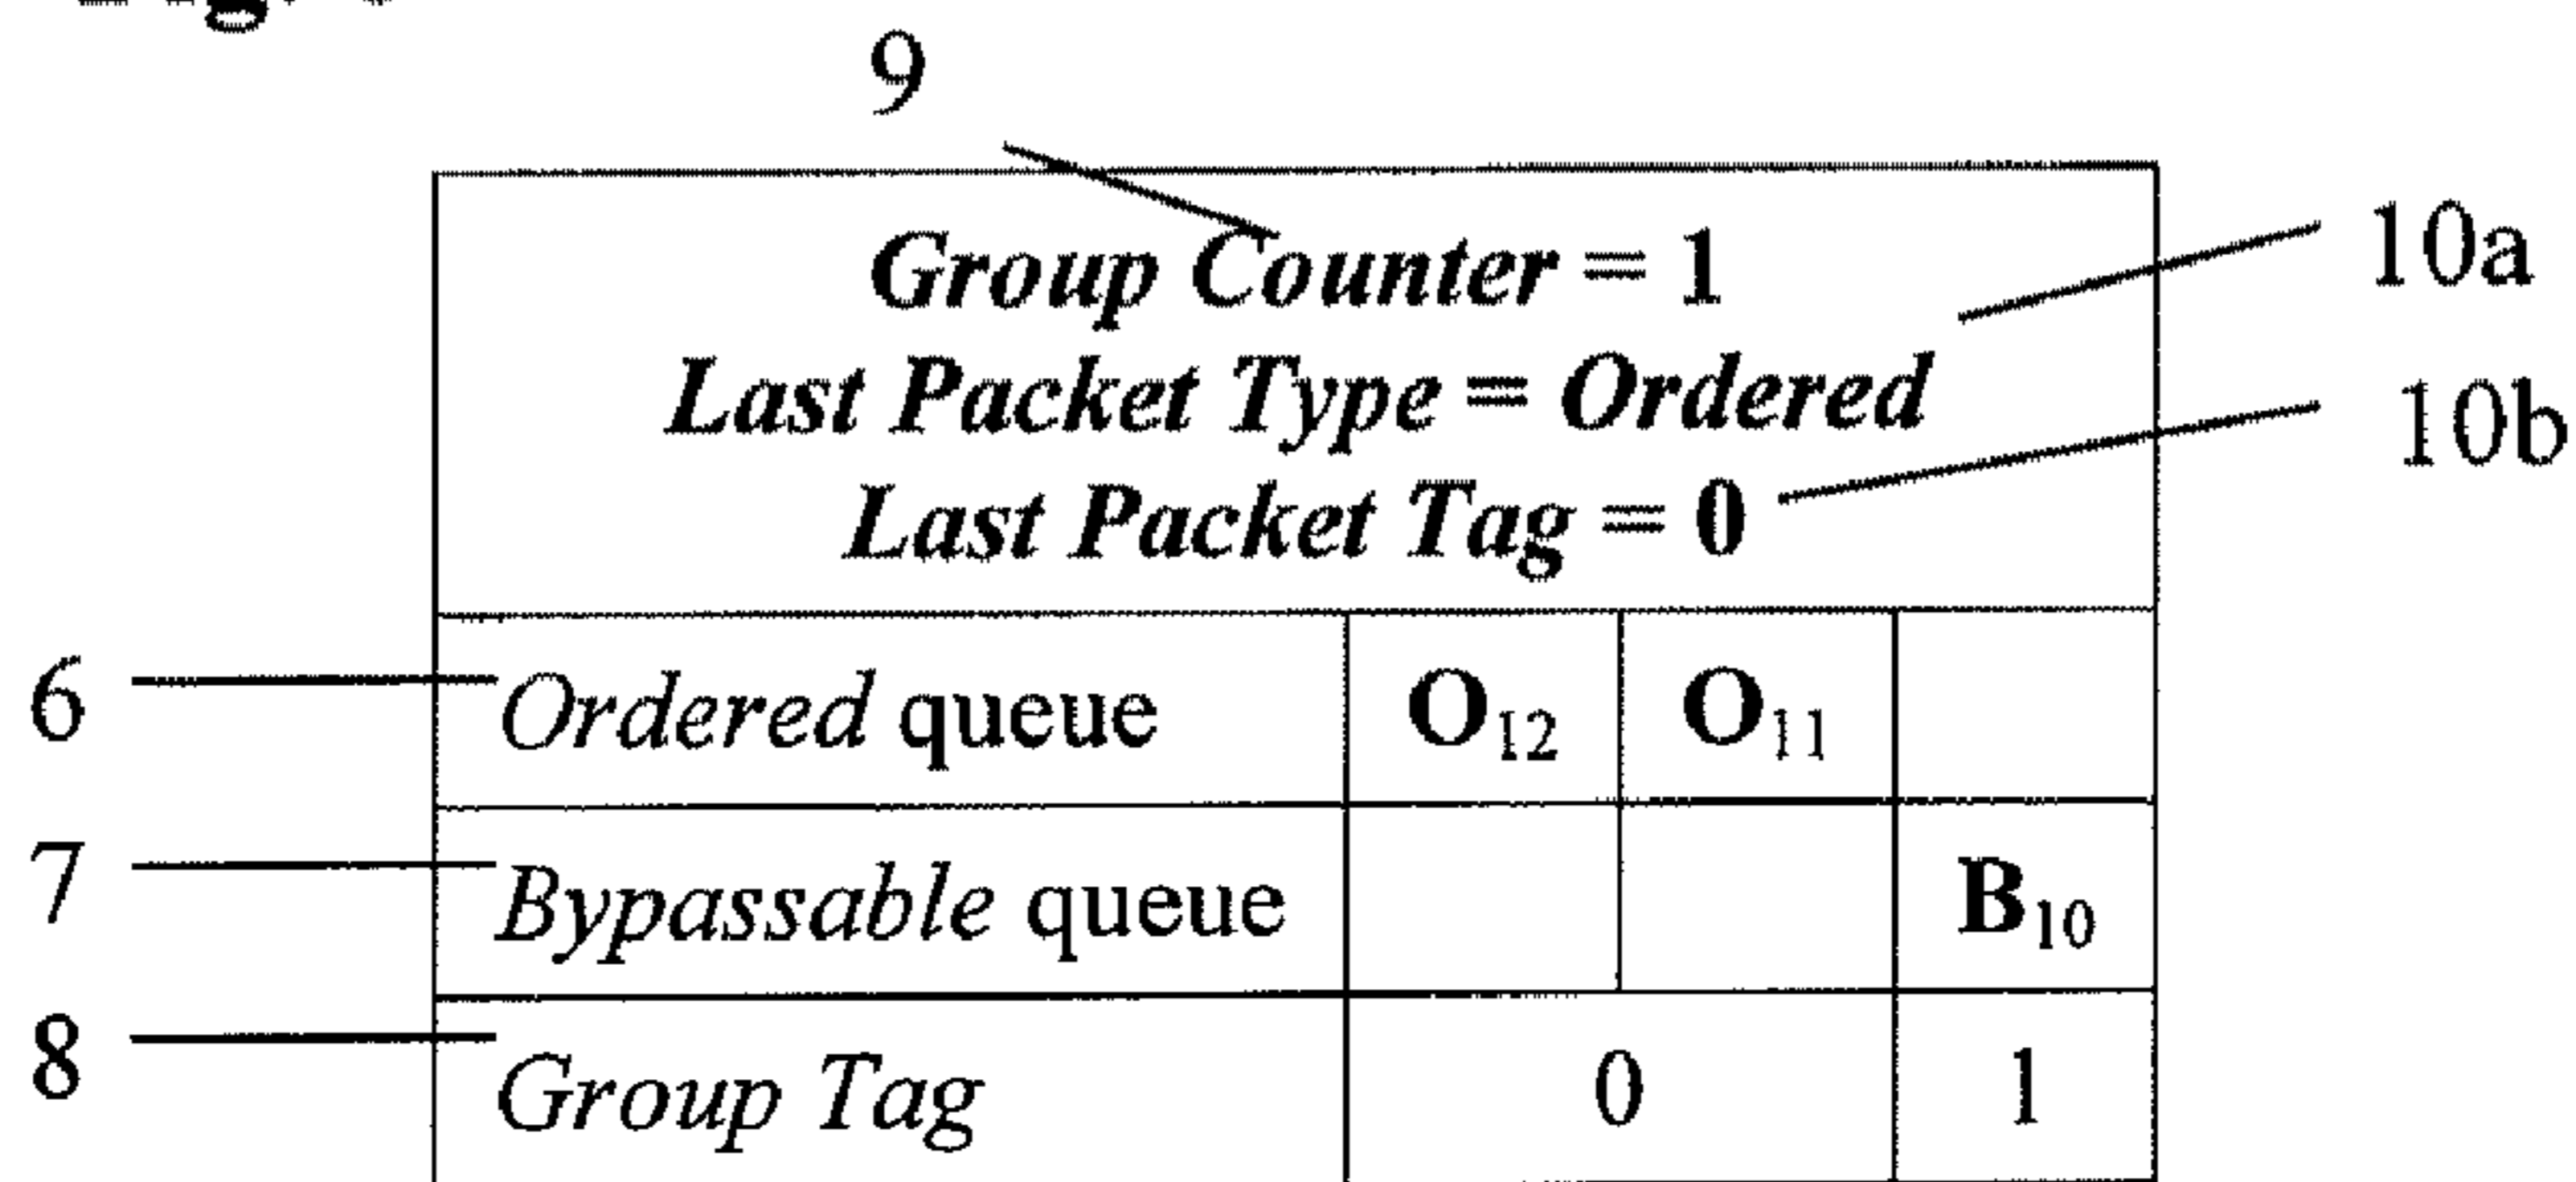 9
Group Counter = 1
10a
Last Packet Type = Ordered
10b
Last Packet Tag = 0
6 Ordered queue O12 O11
7 Bypassable queue B10
8 Group Tag 0 1